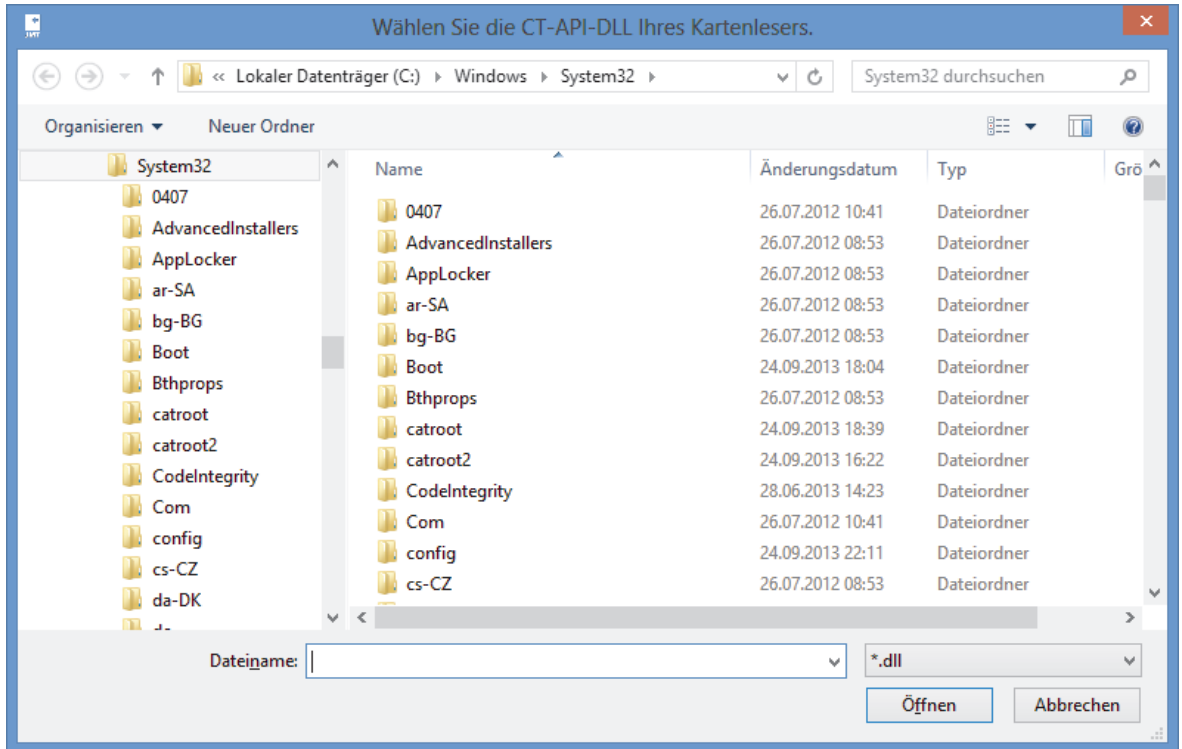 Wählen Sie die CT-API-DLL Ihres Kartenlesers.
« Lokaler Datenträger (C:) Windows System32 System32 durchsuchen
Organisieren Neuer Ordner
System32
0407
AdvancedInstallers
AppLocker
ar-SA
bg-BG
Boot
Bthprops
catroot
catroot2
CodeIntegrity
Com
config
cs-CZ
da-DK
Name Änderungsdatum Typ Grö
0407 26.07.2012 10:41 Dateiordner
AdvancedInstallers 26.07.2012 08:53 Dateiordner
AppLocker 26.07.2012 08:53 Dateiordner
ar-SA 26.07.2012 08:53 Dateiordner
bg-BG 26.07.2012 08:53 Dateiordner
Boot 24.09.2013 18:04 Dateiordner
Bthprops 26.07.2012 08:53 Dateiordner
catroot 24.09.2013 18:39 Dateiordner
catroot2 24.09.2013 16:22 Dateiordner
CodeIntegrity 28.06.2013 14:23 Dateiordner
Com 26.07.2012 10:41 Dateiordner
config 24.09.2013 22:11 Dateiordner
cs-CZ 26.07.2012 08:53 Dateiordner
Dateiname: *.dll
Öffnen Abbrechen